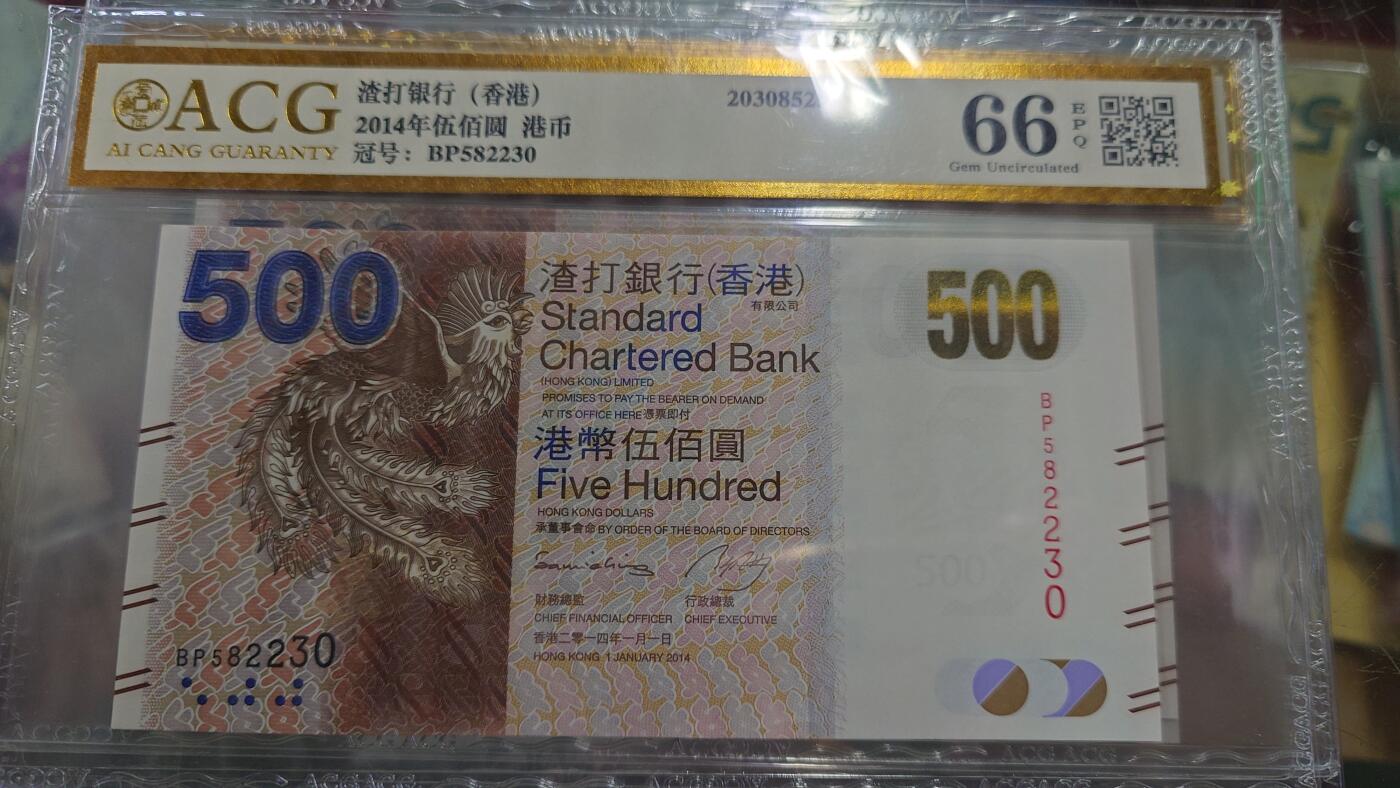 ACG
AI CANG GUARANTY
渣打银行（香港）
2014年伍佰圆 港币
冠号：BP582230
66
EPQ
Gem Uncirculated
500
渣打銀行(香港)
有限公司
Standard
Chartered Bank
(HONG KONG) LIMITED
PROMISES TO PAY THE BEARER ON DEMAND
AT ITS OFFICE HERE 憑票即付
港幣伍佰圓
Five Hundred
HONG KONG DOLLARS
承董事會命 BY ORDER OF THE BOARD OF DIRECTORS
財務總監 行政總裁
CHIEF FINANCIAL OFFICER CHIEF EXECUTIVE
香港二零一四年一月一日
HONG KONG 1 JANUARY 2014
BP582230
500
BP582230
500